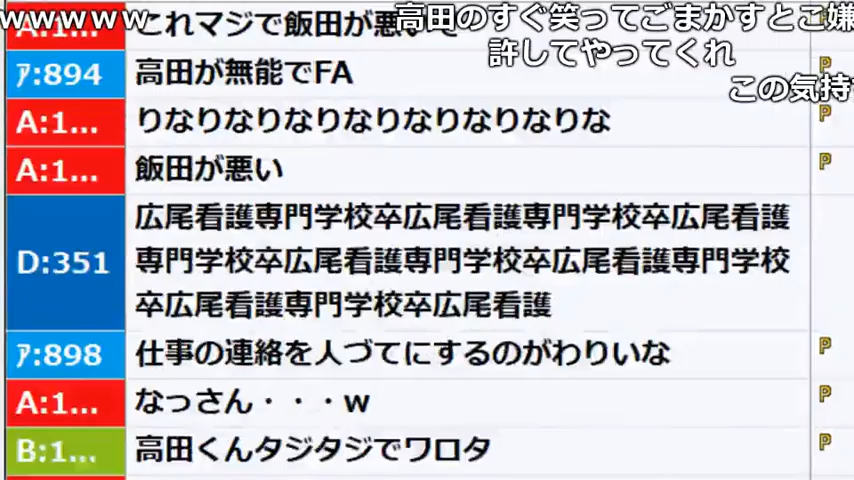 wwwww
高田のすぐ笑ってごまかすとこ嫌
許してやってくれ
この気持
A:1...
これマジで飯田が悪い
ｱ:894
高田が無能でFA
P
A:1...
りなりなりなりなりなりなりなりな
P
A:1...
飯田が悪い
P
D:351
広尾看護専門学校卒広尾看護専門学校卒広尾看護
専門学校卒広尾看護専門学校卒広尾看護専門学校
卒広尾看護専門学校卒広尾看護
ｱ:898
仕事の連絡を人づてにするのがわりいな
P
A:1...
なっさん・・・w
P
B:1...
高田くんタジタジでワロタ
P